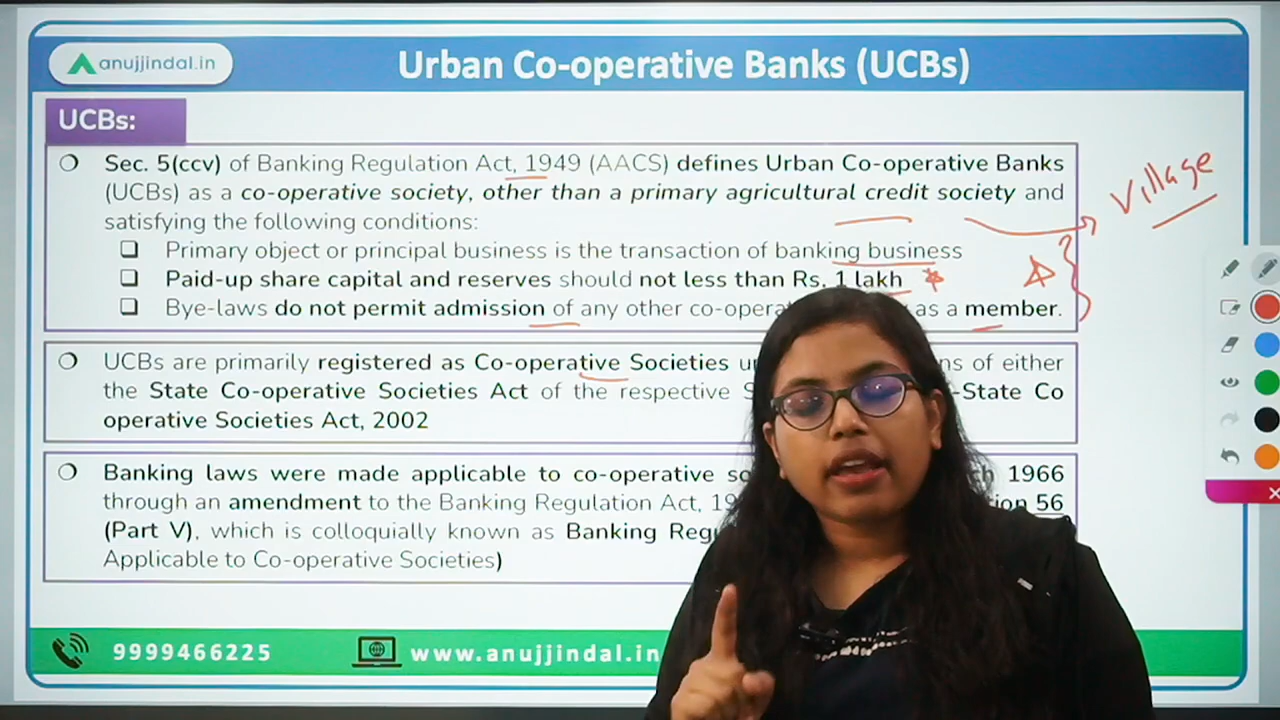 anujjindal.in
Urban Co-operative Banks (UCBs)
UCBs:
Sec. 5(ccv) of Banking Regulation Act, 1949 (AACS) defines Urban Co-operative Banks
(UCBs) as a co-operative society, other than a primary agricultural credit society and
satisfying the following conditions:
Village
Primary object or principal business is the transaction of banking business
Paid-up share capital and reserves should not less than Rs. 1 lakh
Bye-laws do not permit admission of any other co-opera as a member.
UCBs are primarily registered as Co-operative Societies u ns of either
the State Co-operative Societies Act of the respective S -State Co
operative Societies Act, 2002
Banking laws were made applicable to co-operative so ch 1966
through an amendment to the Banking Regulation Act, 19 ion 56
(Part V), which is colloquially known as Banking Regu
Applicable to Co-operative Societies)
9999466225
www.anujjindal.in